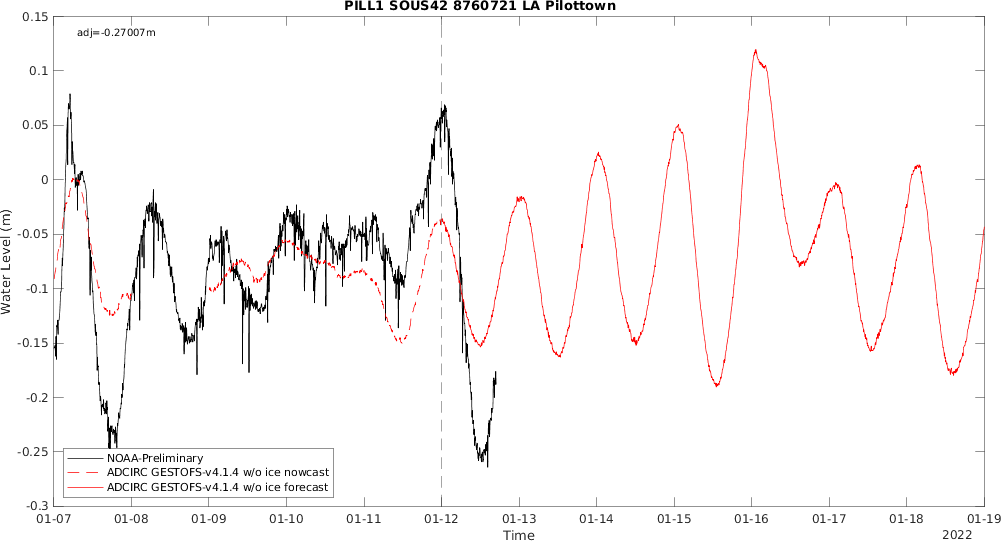 PILL1 SOUS42 8760721 LA Pilottown
adj=-0.27007m
0.15
0.1
0.05
0
-0.05
-0.1
-0.15
-0.2
-0.25
-0.3
Water Level (m)
NOAA-Preliminary
ADCIRC GESTOFS-v4.1.4 w/o ice nowcast
ADCIRC GESTOFS-v4.1.4 w/o ice forecast
01-07 01-08 01-09 01-10 01-11 01-12 01-13 01-14 01-15 01-16 01-17 01-18 01-19
Time
2022